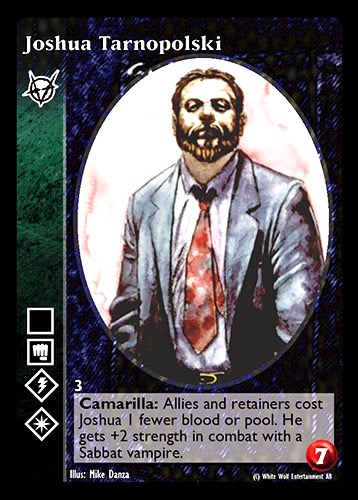 Joshua Tarnopolski
3
Camarilla: Allies and retainers cost
Joshua 1 fewer blood or pool. He
gets +2 strength in combat with a
Sabbat vampire.
7
Illus: Mike Danza
(C) White Wolf Entertainment AB